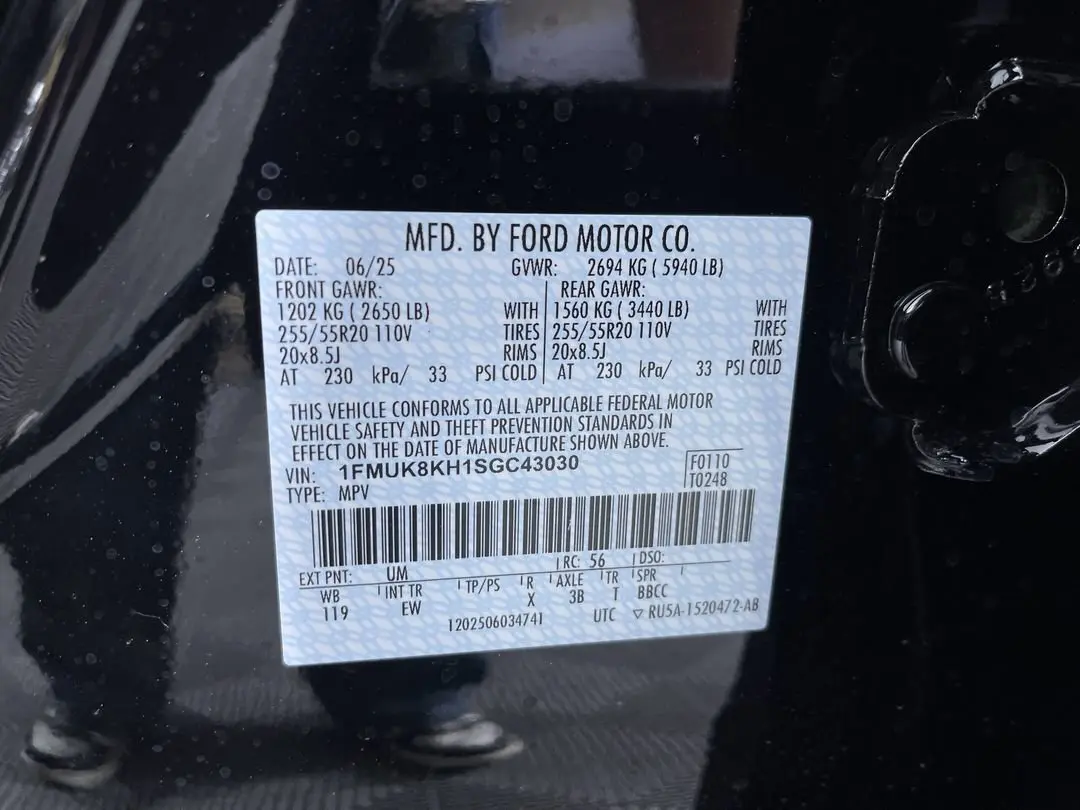 MFD. BY FORD MOTOR CO.
DATE: 06/25 GVWR: 2694 KG ( 5940 LB)
FRONT GAWR: REAR GAWR:
1202 KG ( 2650 LB) WITH 1560 KG ( 3440 LB) WITH
255/55R20 110V TIRES 255/55R20 110V TIRES
20x8.5J RIMS 20x8.5J RIMS
AT 230 kPa/ 33 PSI COLD AT 230 kPa/ 33 PSI COLD
THIS VEHICLE CONFORMS TO ALL APPLICABLE FEDERAL MOTOR
VEHICLE SAFETY AND THEFT PREVENTION STANDARDS IN
EFFECT ON THE DATE OF MANUFACTURE SHOWN ABOVE.
VIN: 1FMUK8KH1SGC43030 F0110
TYPE: MPV T0248
EXT PNT: UM RC: 56 DSO:
WB INT TR TP/PS R AXLE TR SPR
119 EW X 3B T BBCC
1202506034741 UTC ▽ RU5A-1520472-AB